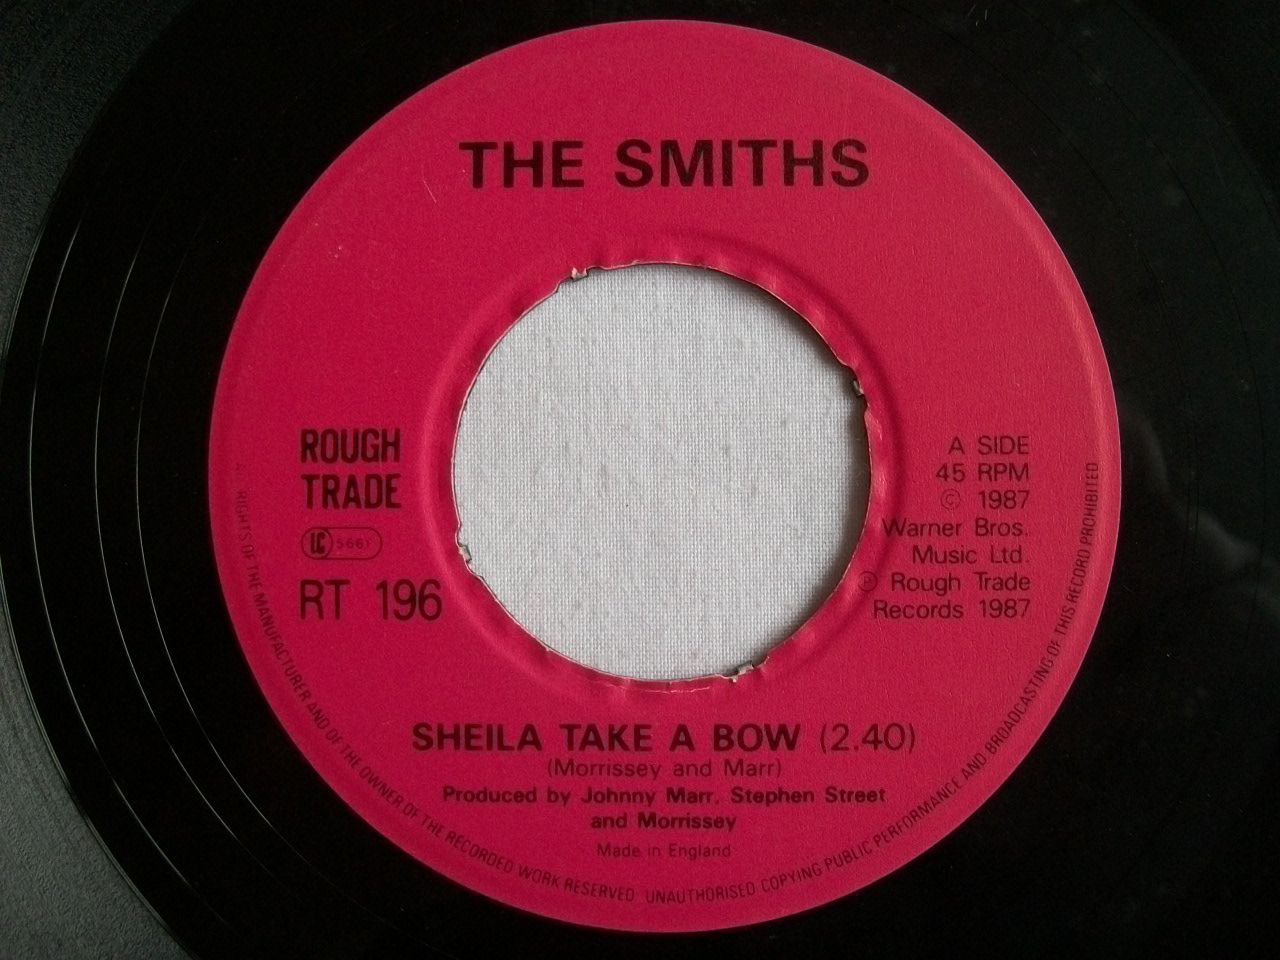 THE SMITHS
ROUGH
TRADE
LC 5661
RT 196
A SIDE
45 RPM
© 1987
Warner Bros.
Music Ltd.
℗ Rough Trade
Records 1987
SHEILA TAKE A BOW (2.40)
(Morrissey and Marr)
Produced by Johnny Marr, Stephen Street
and Morrissey
Made in England
ALL RIGHTS OF THE MANUFACTURER AND OF THE OWNER OF THE RECORDED WORK RESERVED. UNAUTHORISED COPYING PUBLIC PERFORMANCE AND BROADCASTING OF THIS RECORD PROHIBITED